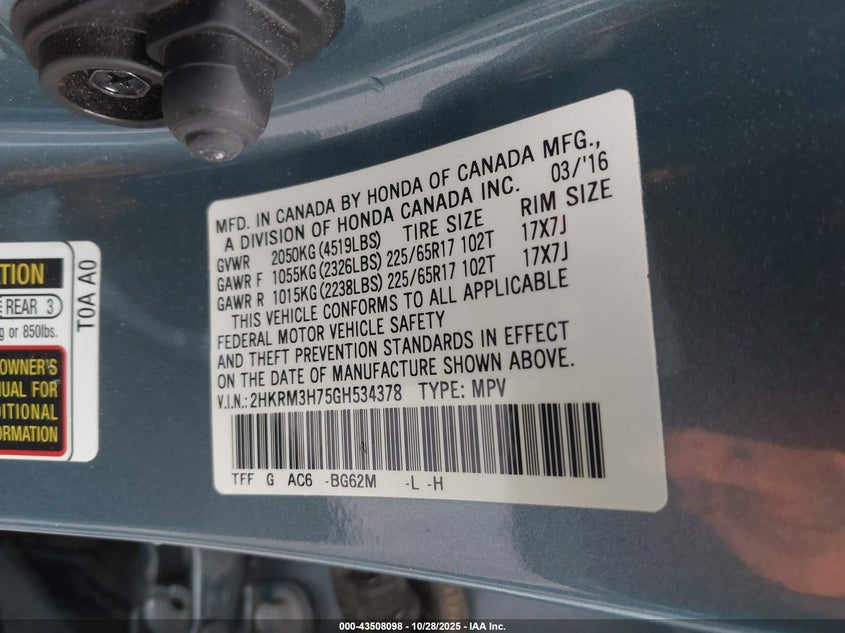 MFD. IN CANADA BY HONDA OF CANADA MFG.,
A DIVISION OF HONDA CANADA INC. 03/'16
GVWR 2050KG(4519LBS) TIRE SIZE RIM SIZE
GAWR F 1055KG(2326LBS) 225/65R17 102T 17X7J
GAWR R 1015KG(2238LBS) 225/65R17 102T 17X7J
THIS VEHICLE CONFORMS TO ALL APPLICABLE
FEDERAL MOTOR VEHICLE SAFETY
AND THEFT PREVENTION STANDARDS IN EFFECT
ON THE DATE OF MANUFACTURE SHOWN ABOVE.
V.I.N.: 2HKRM3H75GH534378 TYPE: MPV
TFF G AC6 -BG62M -L -H
TION
REAR 3
g or 850lbs.
OWNER'S
UAL FOR
ITIONAL
ORMATION
T0A A0
000-43508098 - 10/28/2025 - IAA Inc.